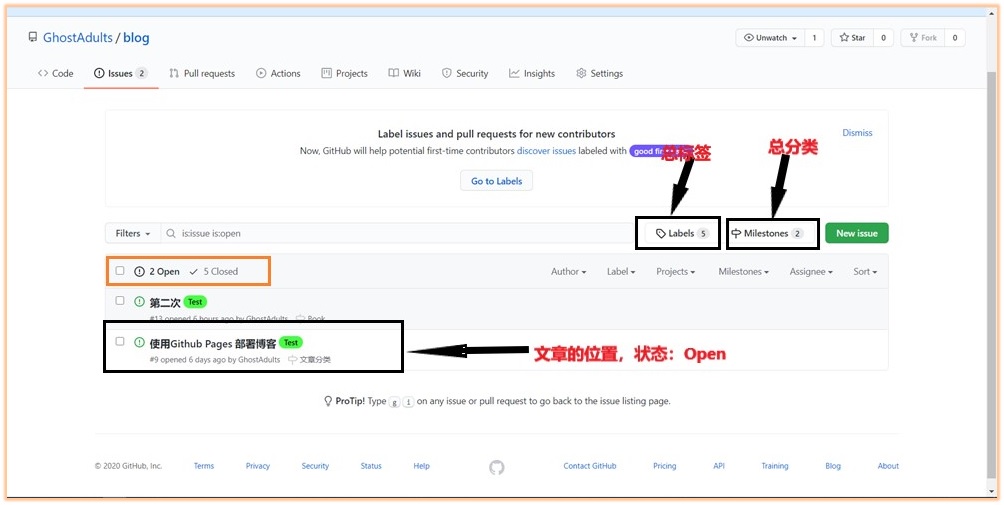 GhostAdults / blog
Unwatch 1 Star 0 Fork 0
Code Issues 2 Pull requests Actions Projects Wiki Security Insights Settings
Label issues and pull requests for new contributors
Dismiss
Now, GitHub will help potential first-time contributors discover issues labeled with good
Go to Labels
总标签
总分类
Filters is:issue is:open Labels 5 Milestones 2 New issue
2 Open 5 Closed Author Label Projects Milestones Assignee Sort
第二次 Test
#13 opened 6 hours ago by GhostAdults Book
使用Github Pages 部署博客 Test
#9 opened 6 days ago by GhostAdults 文章分类
文章的位置，状态：Open
ProTip! Type g i on any issue or pull request to go back to the issue listing page.
© 2020 GitHub, Inc. Terms Privacy Security Status Help Contact GitHub Pricing API Training Blog About